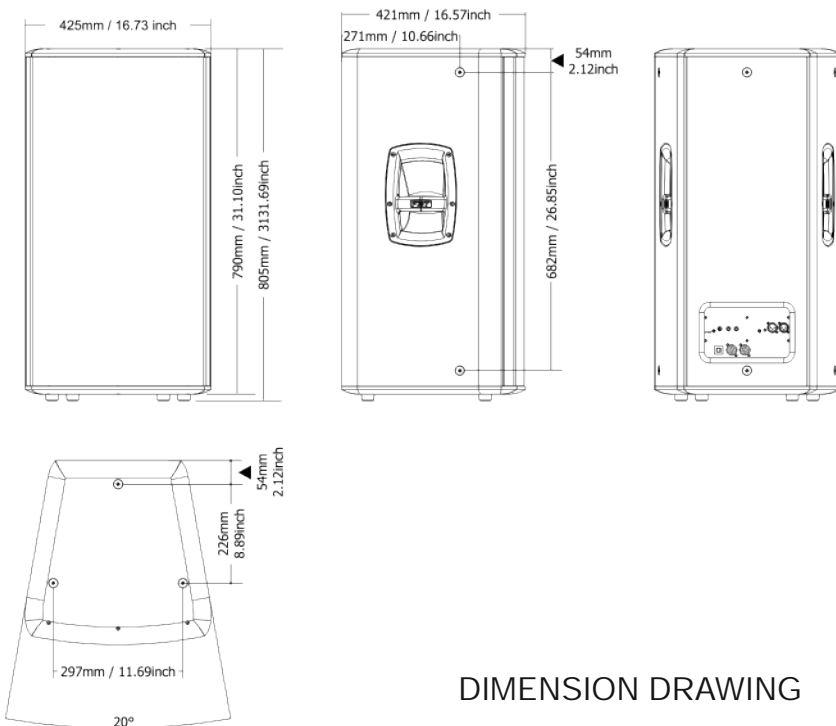 425mm / 16.73 inch
790mm / 31.10inch
805mm / 3131.69inch
421mm / 16.57inch
271mm / 10.66inch
54mm
2.12inch
682mm / 26.85inch
54mm
2.12inch
226mm
8.89inch
297mm / 11.69inch
20°
DIMENSION DRAWING